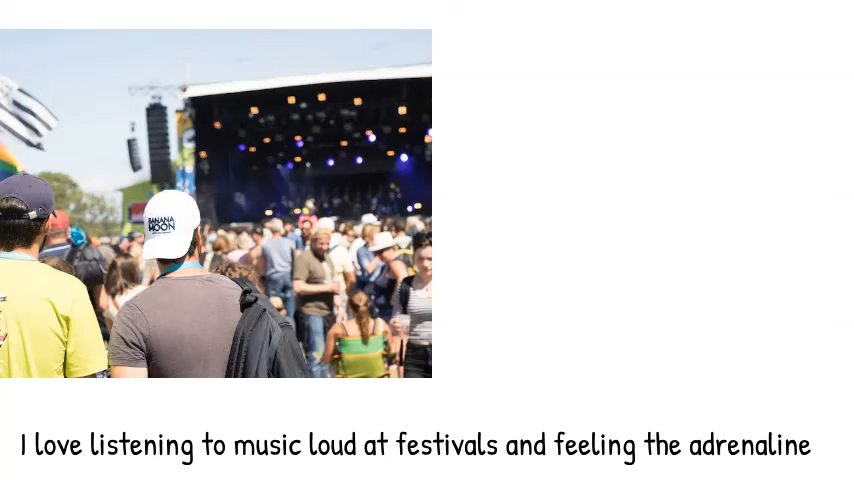 BANANA
MOON
I love listening to music loud at festivals and feeling the adrenaline